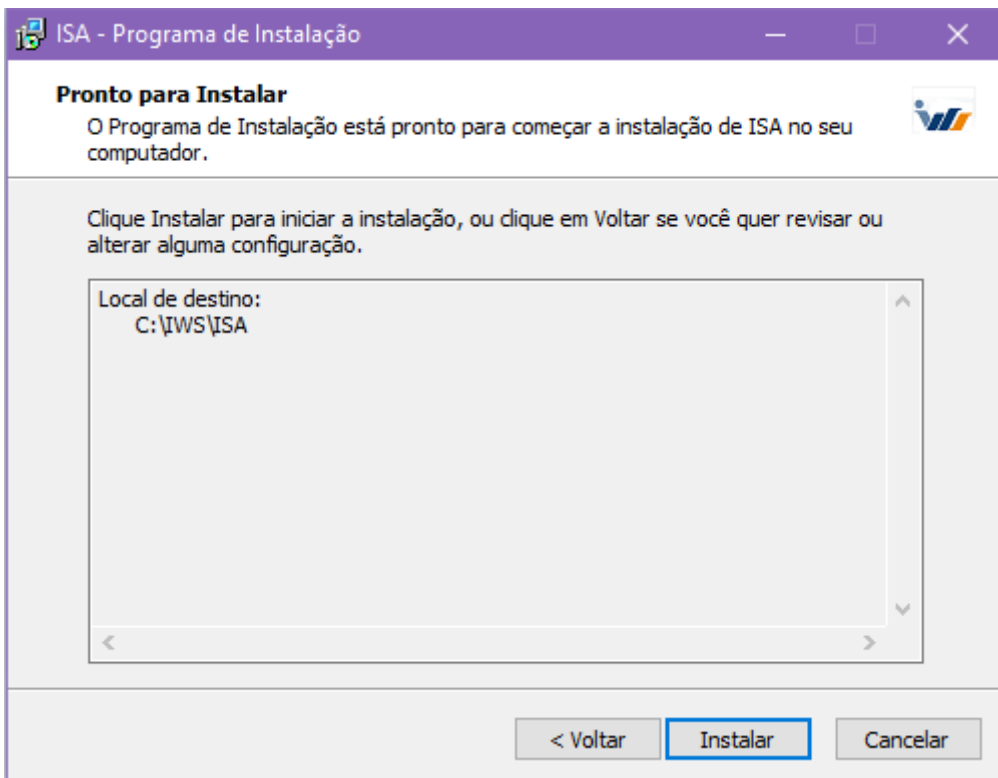 ISA - Programa de Instalação
Pronto para Instalar
O Programa de Instalação está pronto para começar a instalação de ISA no seu
computador.
Clique Instalar para iniciar a instalação, ou clique em Voltar se você quer revisar ou
alterar alguma configuração.
Local de destino:
C:\IWS\ISA
< Voltar
Instalar
Cancelar